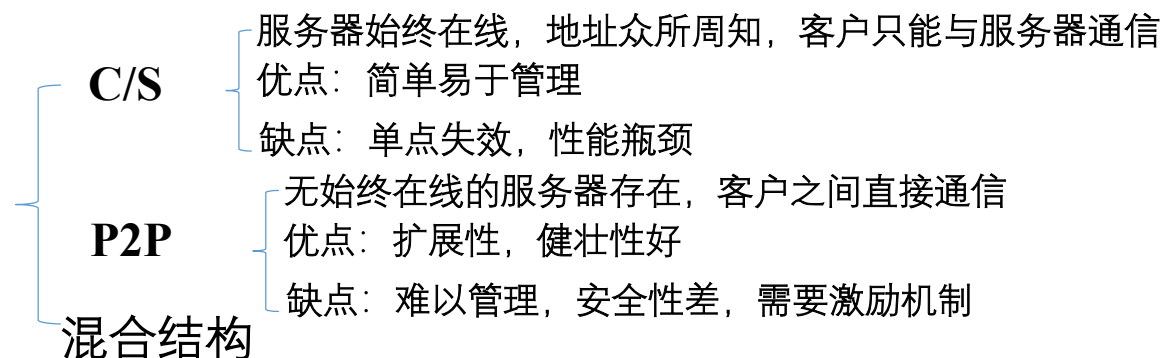 服务器始终在线，地址众所周知，客户只能与服务器通信
C/S
优点：简单易于管理
缺点：单点失效，性能瓶颈
无始终在线的服务器存在，客户之间直接通信
P2P
优点：扩展性，健壮性好
缺点：难以管理，安全性差，需要激励机制
混合结构